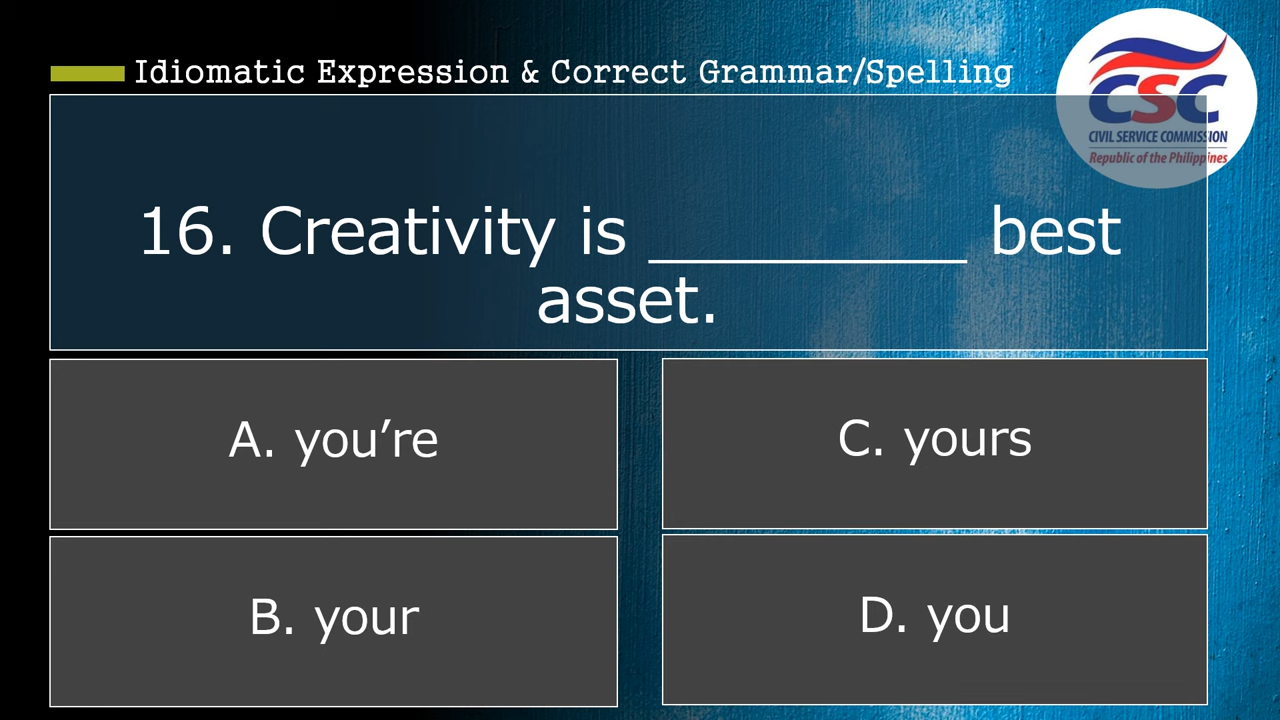 Idiomatic Expression & Correct Grammar/Spelling
CSC
CIVIL SERVICE COMMISSION
Republic of the Philippines
16. Creativity is __________ best
asset.
A. you’re
C. yours
B. your
D. you